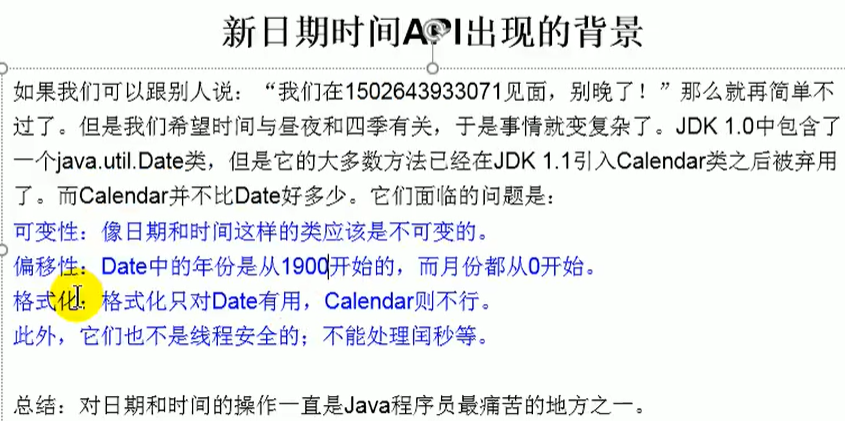 新日期时间API出现的背景
如果我们可以跟别人说：“我们在1502643933071见面，别晚了！”那么就再简单不
过了。但是我们希望时间与昼夜和四季有关，于是事情就变复杂了。JDK 1.0中包含了
一个java.util.Date类，但是它的大多数方法已经在JDK 1.1引入Calendar类之后被弃用
了。而Calendar并不比Date好多少。它们面临的问题是：
可变性：像日期和时间这样的类应该是不可变的。
偏移性：Date中的年份是从1900开始的，而月份都从0开始。
格式化：格式化只对Date有用，Calendar则不行。
此外，它们也不是线程安全的；不能处理闰秒等。
总结：对日期和时间的操作一直是Java程序员最痛苦的地方之一。